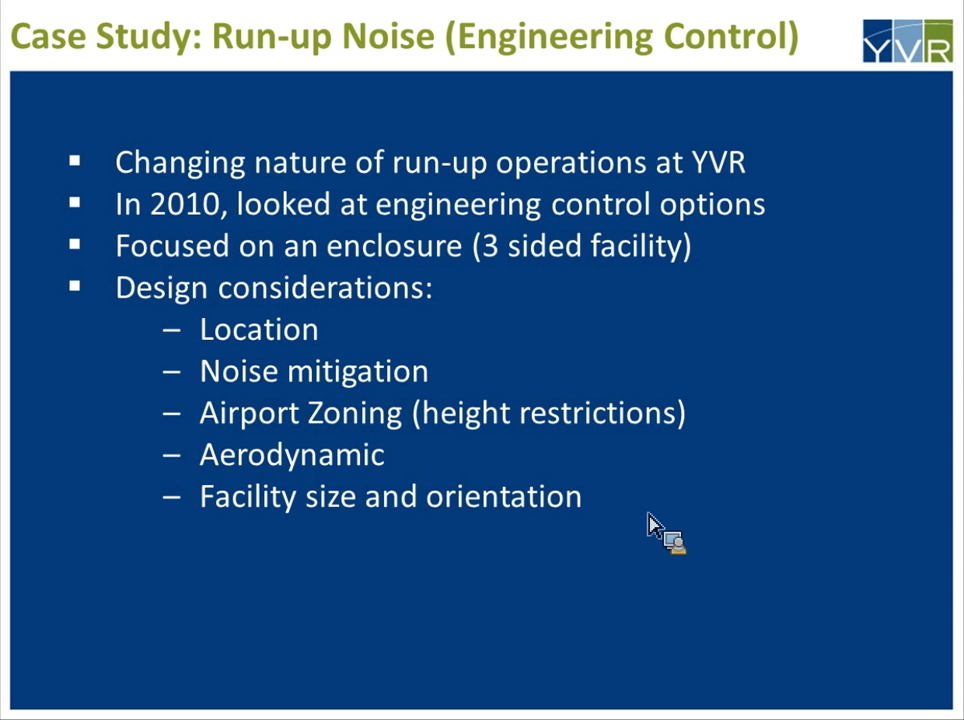 Case Study: Run-up Noise (Engineering Control)
YVR
▪ Changing nature of run-up operations at YVR
▪ In 2010, looked at engineering control options
▪ Focused on an enclosure (3 sided facility)
▪ Design considerations:
– Location
– Noise mitigation
– Airport Zoning (height restrictions)
– Aerodynamic
– Facility size and orientation